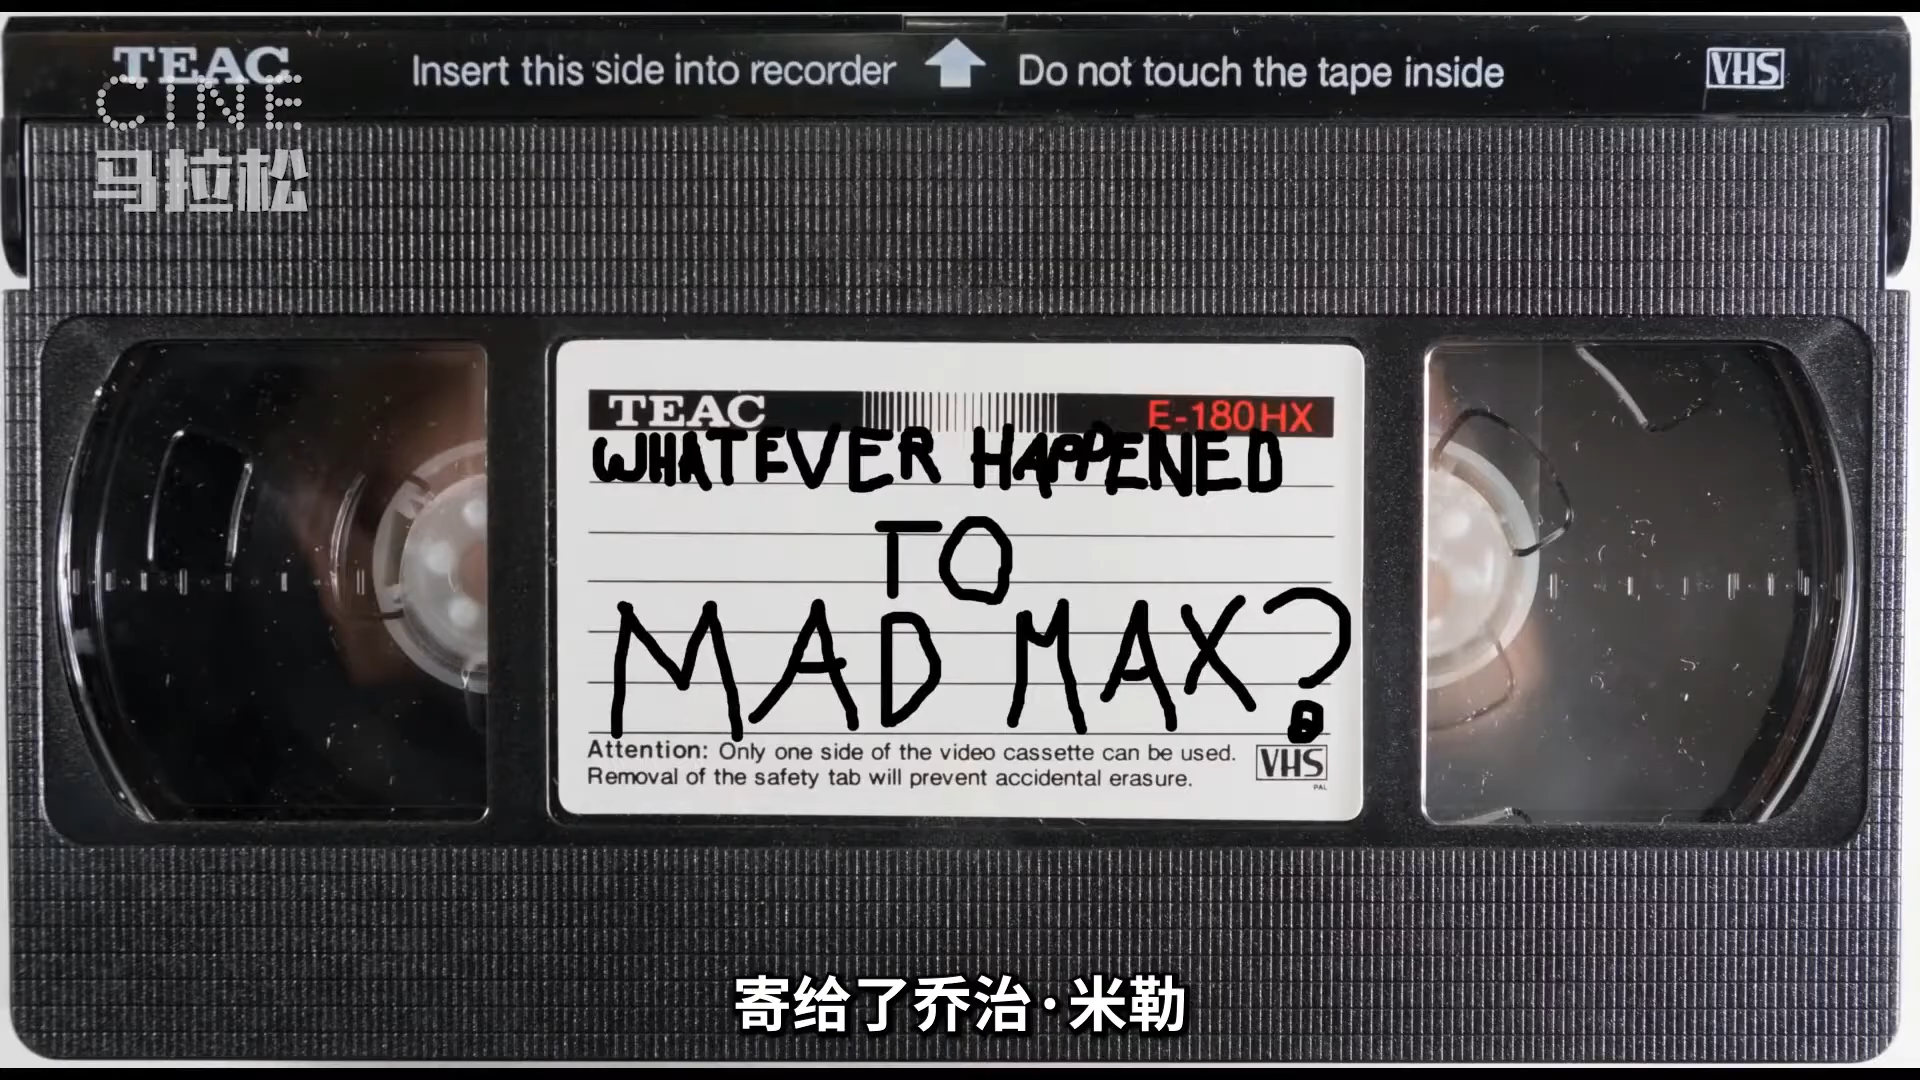 TEAC
Insert this side into recorder
Do not touch the tape inside
VHS
CINE
马拉松
TEAC
E-180HX
WHATEVER HAPPENED
TO
MAD MAX?
Attention: Only one side of the video cassette can be used.
Removal of the safety tab will prevent accidental erasure.
VHS
PAL
寄给了乔治·米勒